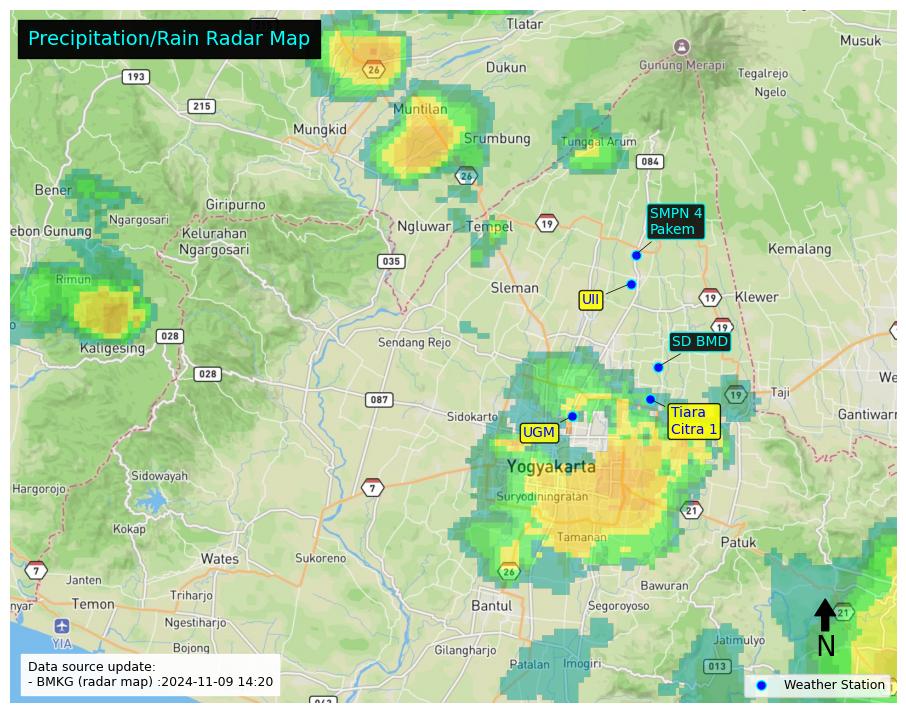 Precipitation/Rain Radar Map
Tlatar
Musuk
193
26
Dukun
Gunung Merapi
Tegalrejo
Ngelo
215
Muntilan
Mungkid
Srumbung
Tunggal Arum
084
26
Bener
Giripurno
Ngargosari
SMPN 4
Pakem
ebon Gunung
Kelurahan
Ngargosari
Ngluwar
Tempel
19
Kemalang
035
Rimun
Sleman
UII
19
Klewer
19
028
Kaligesing
Sendang Rejo
SD BMD
028
We
087
19
Taji
Sidokarto
Tiara
Citra 1
Gantiwarn
UGM
Yogyakarta
Sidowayah
Hargorojo
7
Suryodiningratan
21
Kokap
Tamanan
Patuk
Wates
Sukoreno
7
Janten
26
Bawuran
Triharjo
nyar
Temon
Bantul
Segoroyoso
21
Ngestiharjo
YIA
Jatimulyo
Bojong
Gilangharjo
N
Patalan
Imogiri
013
Data source update:
- BMKG (radar map) :2024-11-09 14:20
Weather Station